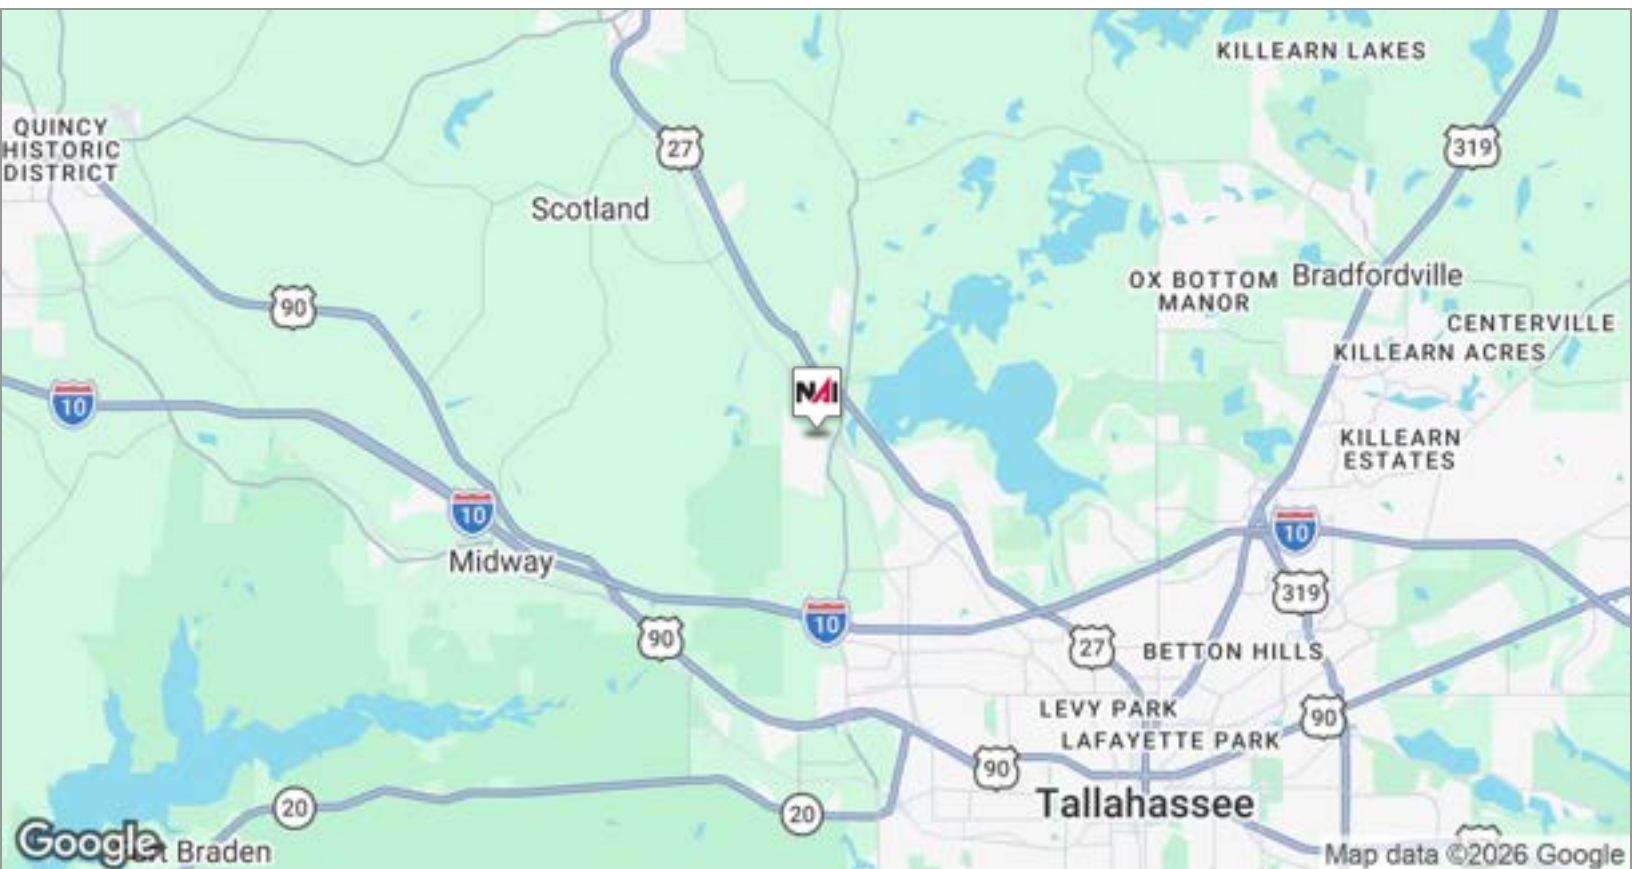 KILLEARN LAKES
QUINCY
HISTORIC
DISTRICT
27
319
Scotland
OX BOTTOM
MANOR
Bradfordville
90
CENTERVILLE
KILLEARN ACRES
10
NAI
KILLEARN
ESTATES
10
10
Midway
319
10
90
27
BETTON HILLS
LEVY PARK
90
LAFAYETTE PARK
90
20
20
Tallahassee
Google
Braden
Map data ©2026 Google